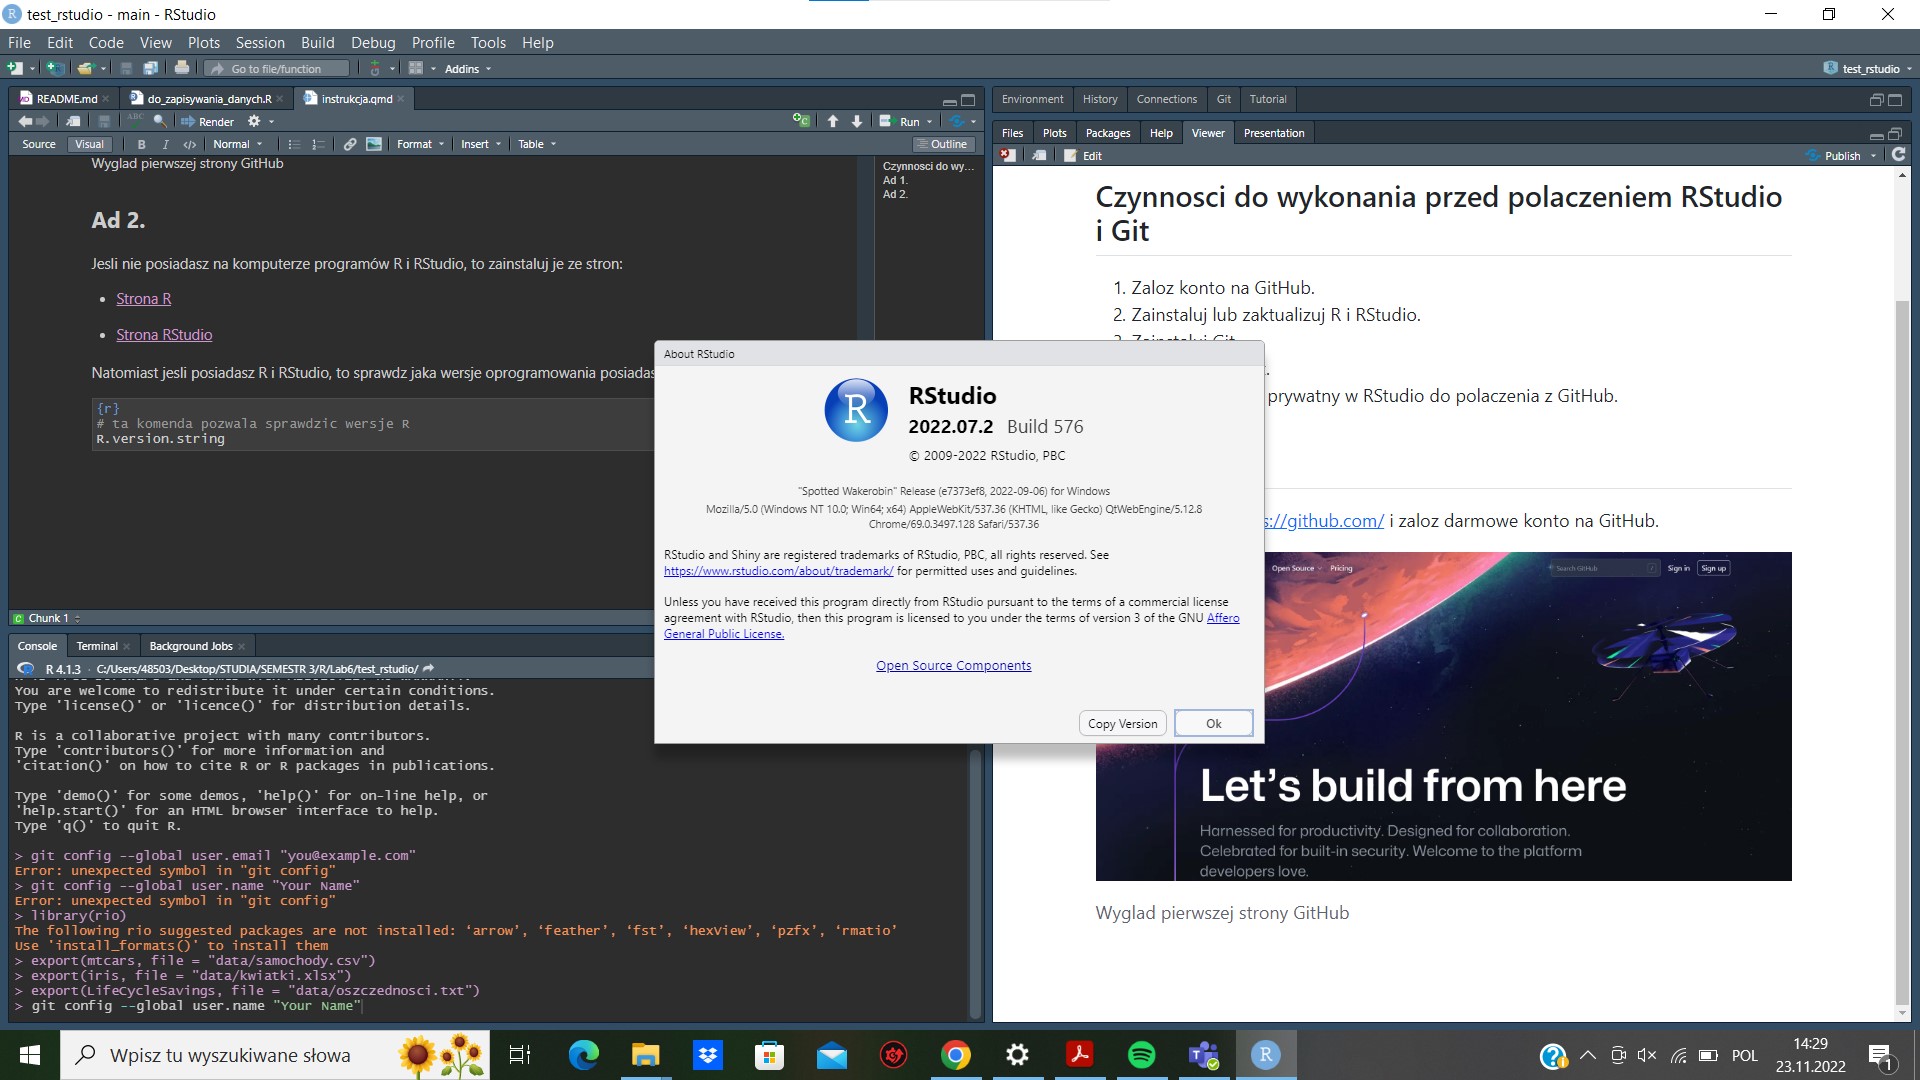 test_rstudio - main - RStudio
File Edit Code View Plots Session Build Debug Profile Tools Help
Go to file/function Addins test_rstudio
README.md do_zapisywania_danych.R instrukcja.qmd
Render Run
Source Visual B I </> Normal Format Insert Table Outline
Wyglad pierwszej strony GitHub
Ad 2.
Jesli nie posiadasz na komputerze programów R i RStudio, to zainstaluj je ze stron:
Strona R
Strona RStudio
Natomiast jesli posiadasz R i RStudio, to sprawdz jaka wersje oprogramowania posiadas
{r}
# ta komenda pozwala sprawdzic wersje R
R.version.string
Czynnosci do wy...
Ad 1.
Ad 2.
Chunk 1
Console Terminal Background Jobs
R 4.1.3 · C:/Users/48503/Desktop/STUDIA/SEMESTR 3/R/Lab6/test_rstudio/
You are welcome to redistribute it under certain conditions.
Type 'license()' or 'licence()' for distribution details.
R is a collaborative project with many contributors.
Type 'contributors()' for more information and
'citation()' on how to cite R or R packages in publications.
Type 'demo()' for some demos, 'help()' for on-line help, or
'help.start()' for an HTML browser interface to help.
Type 'q()' to quit R.
> git config --global user.email "you@example.com"
Error: unexpected symbol in "git config"
> git config --global user.name "Your Name"
Error: unexpected symbol in "git config"
> library(rio)
The following rio suggested packages are not installed: ‘arrow’, ‘feather’, ‘fst’, ‘hexView’, ‘pzfx’, ‘rmatio’
Use 'install_formats()' to install them
> export(mtcars, file = "data/samochody.csv")
> export(iris, file = "data/kwiatki.xlsx")
> export(LifeCycleSavings, file = "data/oszczednosci.txt")
> git config --global user.name "Your Name"
About RStudio
R
RStudio
2022.07.2 Build 576
© 2009-2022 RStudio, PBC
"Spotted Wakerobin" Release (e7373ef8, 2022-09-06) for Windows
Mozilla/5.0 (Windows NT 10.0; Win64; x64) AppleWebKit/537.36 (KHTML, like Gecko) QtWebEngine/5.12.8
Chrome/69.0.3497.128 Safari/537.36
RStudio and Shiny are registered trademarks of RStudio, PBC, all rights reserved. See
https://www.rstudio.com/about/trademark/ for permitted uses and guidelines.
Unless you have received this program directly from RStudio pursuant to the terms of a commercial license
agreement with RStudio, then this program is licensed to you under the terms of version 3 of the GNU Affero
General Public License.
Open Source Components
Copy Version Ok
Environment History Connections Git Tutorial
Files Plots Packages Help Viewer Presentation
Edit Publish
Czynnosci do wykonania przed polaczeniem RStudio
i Git
1. Zaloz konto na GitHub.
2. Zainstaluj lub zaktualizuj R i RStudio.
3. Zainstaluj Git
prywatny w RStudio do polaczenia z GitHub.
s://github.com/ i zaloz darmowe konto na GitHub.
Open Source Pricing Search GitHub / Sign in Sign up
Let’s build from here
Harnessed for productivity. Designed for collaboration.
Celebrated for built-in security. Welcome to the platform
developers love.
Wyglad pierwszej strony GitHub
Wpisz tu wyszukiwane słowa
POL
14:29
23.11.2022
1